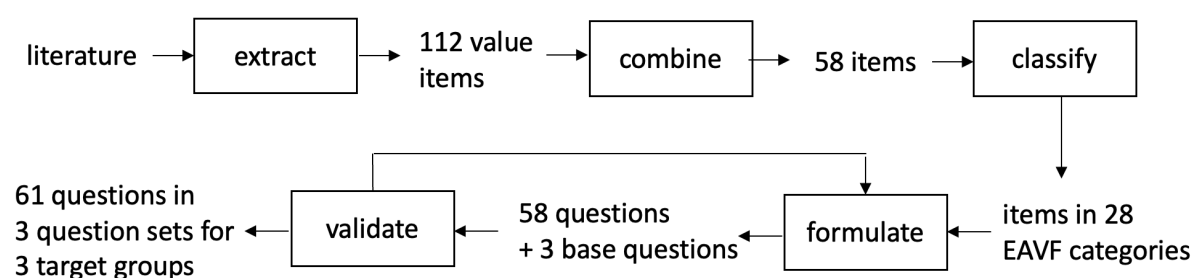 literature
extract
112 value
items
combine
58 items
classify
items in 28
EAVF categories
formulate
58 questions
+ 3 base questions
validate
61 questions in
3 question sets for
3 target groups